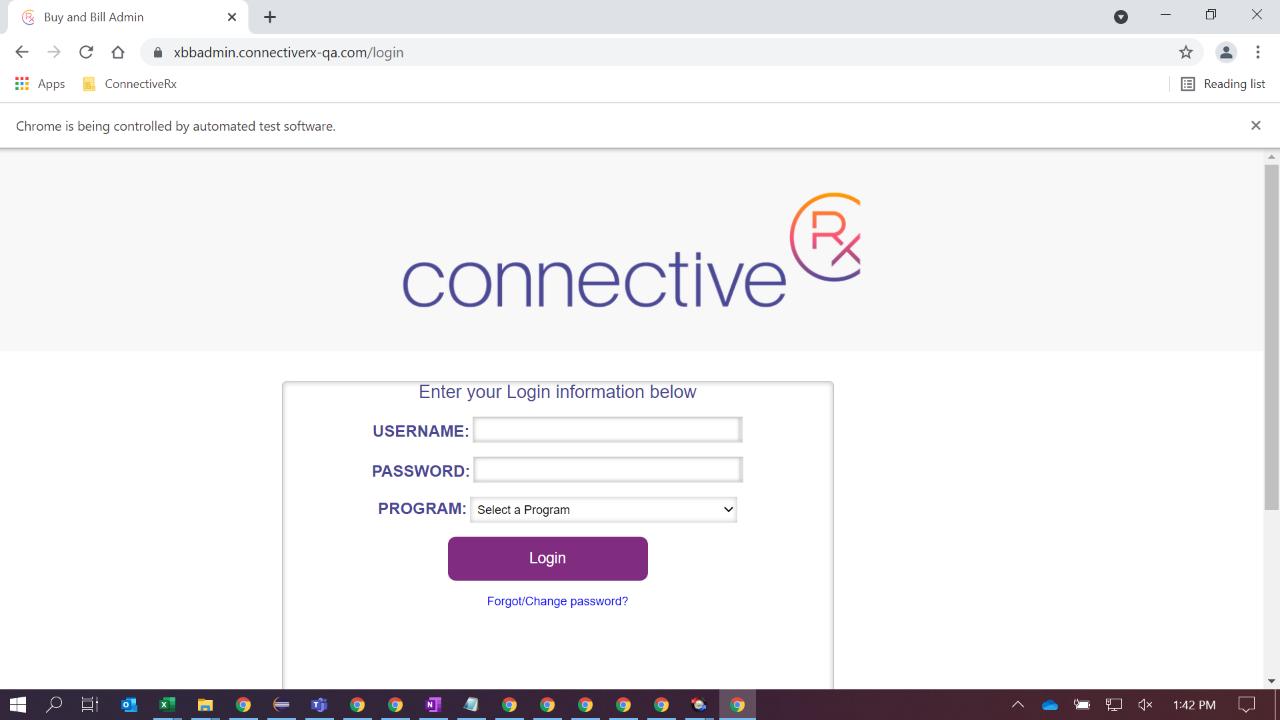 Buy and Bill Admin
xbbadmin.connectiverx-qa.com/login
Apps
ConnectiveRx
Reading list
Chrome is being controlled by automated test software.
connective Rx
Enter your Login information below
USERNAME:
PASSWORD:
PROGRAM: Select a Program
Login
Forgot/Change password?
1:42 PM